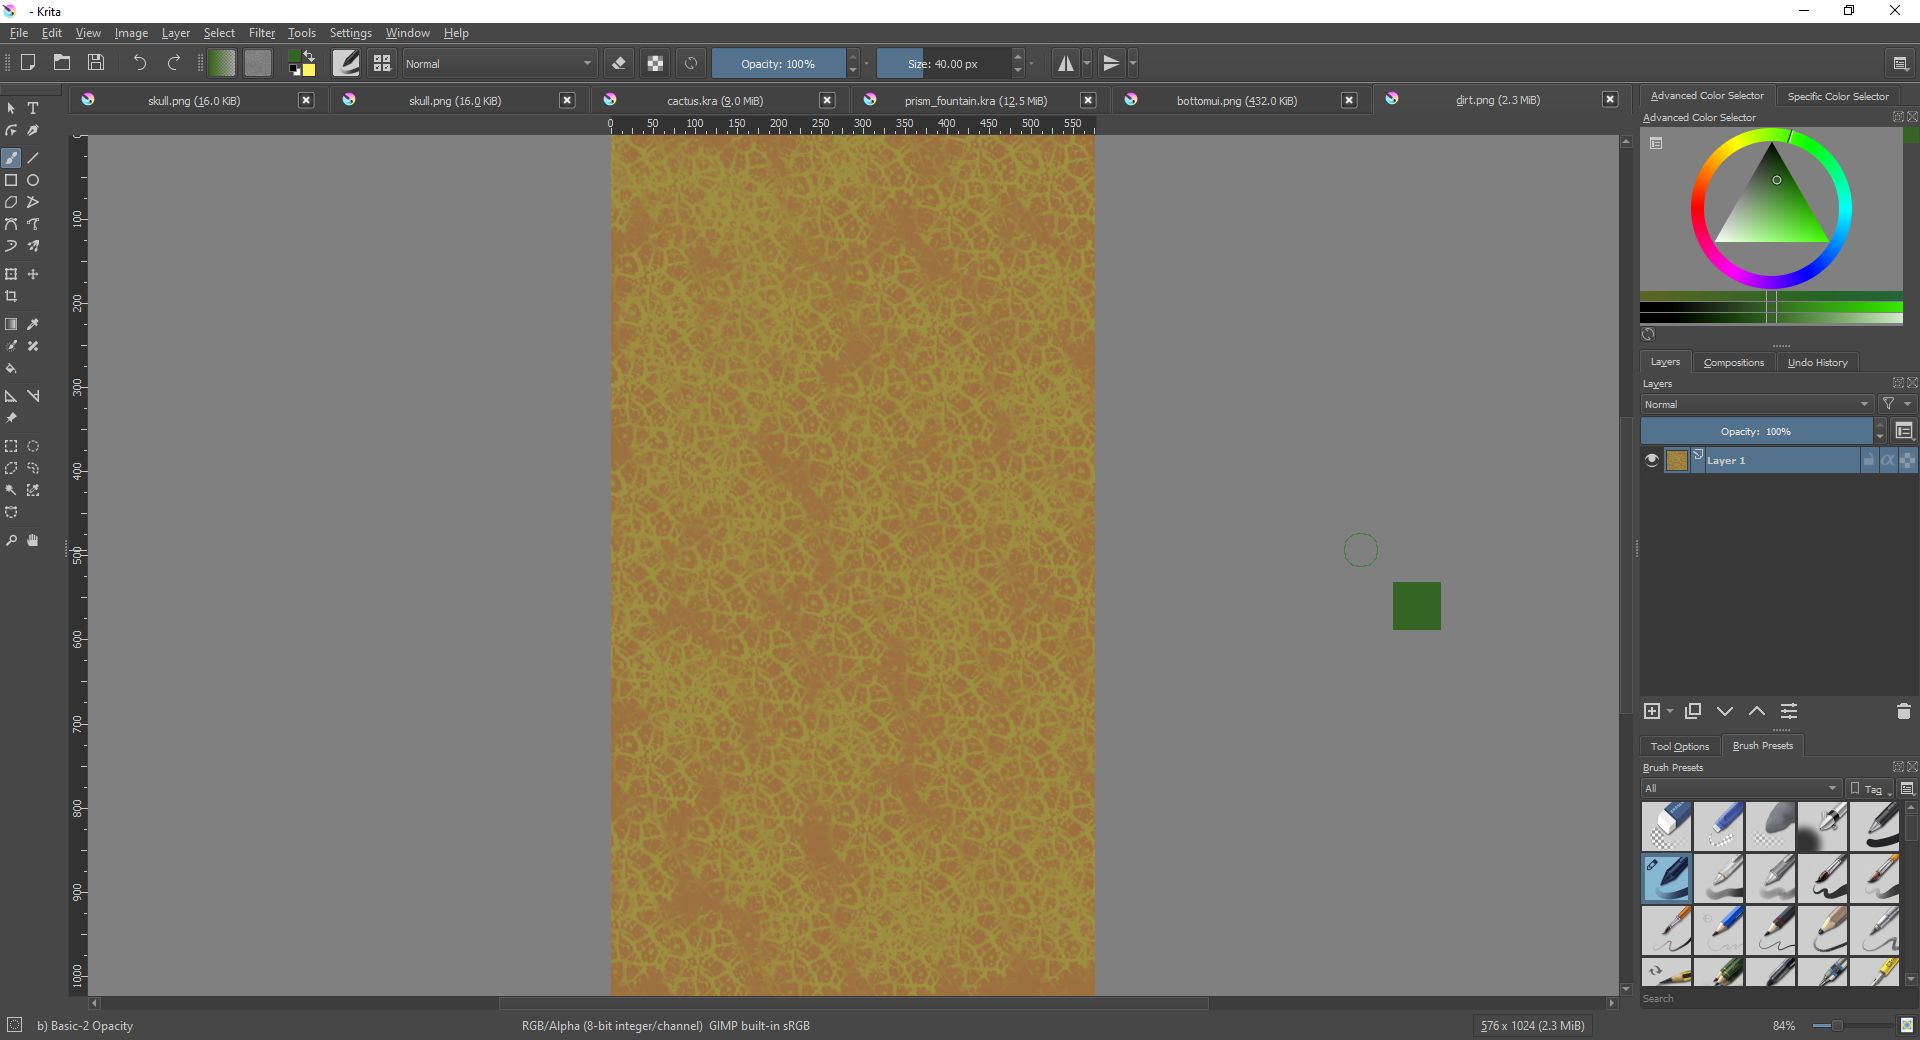 - Krita
File Edit View Image Layer Select Filter Tools Settings Window Help
Normal Opacity: 100% Size: 40.00 px
skull.png (16.0 KiB) skull.png (16.0 KiB) cactus.kra (9.0 MiB) prism_fountain.kra (12.5 MiB) bottomui.png (432.0 KiB) dirt.png (2.3 MiB)
Advanced Color Selector Specific Color Selector
Advanced Color Selector
0 50 100 150 200 250 300 350 400 450 500 550
0
100
200
300
400
500
600
700
800
900
1000
Layers Compositions Undo History
Layers
Normal
Opacity: 100%
Layer 1
Tool Options Brush Presets
Brush Presets
All Tag
Search
b) Basic-2 Opacity RGB/Alpha (8-bit integer/channel) GIMP built-in sRGB 576 x 1024 (2.3 MiB) 84%